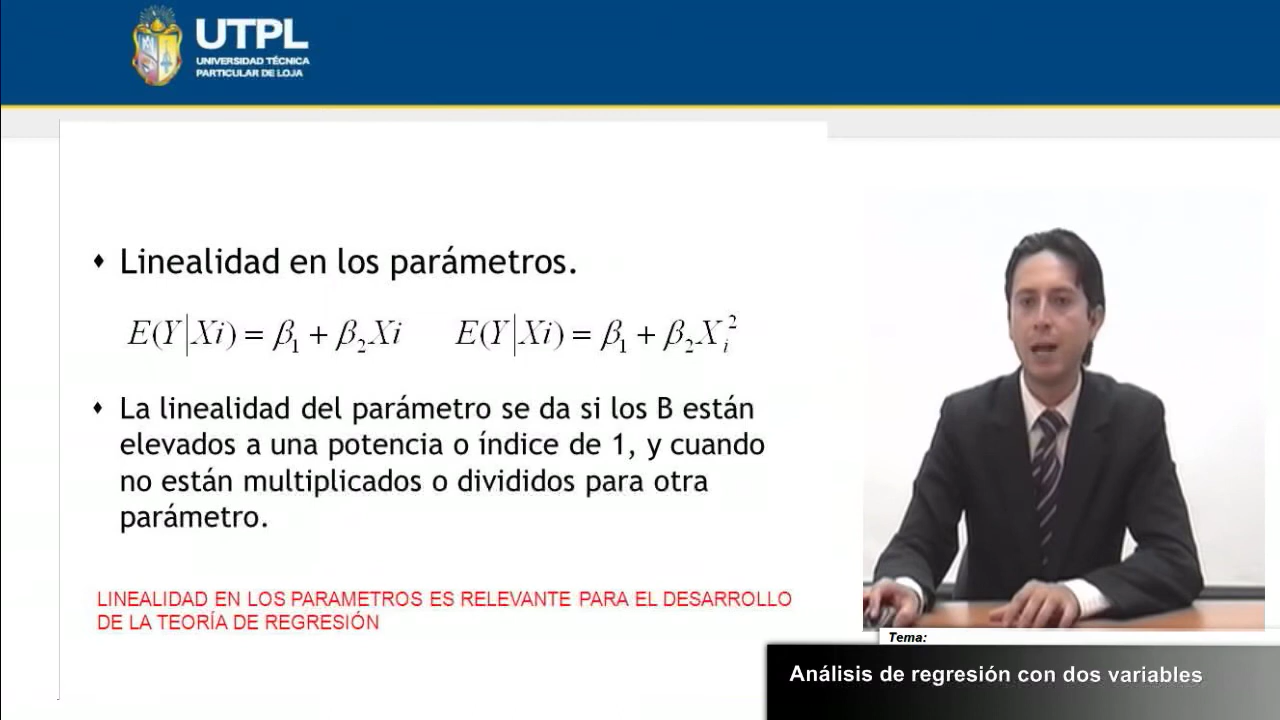 UTPL
UNIVERSIDAD TÉCNICA
PARTICULAR DE LOJA
♦ Linealidad en los parámetros.
E(Y|Xi) = β₁ + β₂Xi    E(Y|Xi) = β₁ + β₂Xᵢ²
♦ La linealidad del parámetro se da si los B están
elevados a una potencia o índice de 1, y cuando
no están multiplicados o divididos para otra
parámetro.
LINEALIDAD EN LOS PARAMETROS ES RELEVANTE PARA EL DESARROLLO
DE LA TEORÍA DE REGRESIÓN
Tema:
Análisis de regresión con dos variables